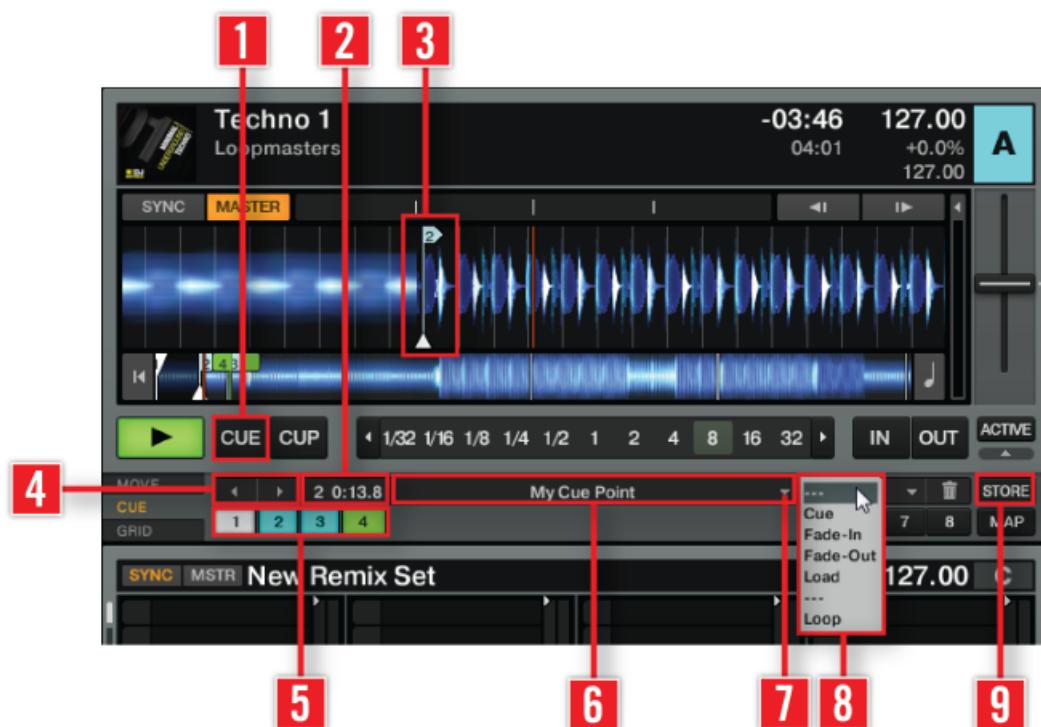 1 2 3
Techno 1 -03:46 127.00 A
Loopmasters 04:01 +0.0%
127.00
SYNC MASTER
2
2 4 3
CUE CUP 1/32 1/16 1/8 1/4 1/2 1 2 4 8 16 32 IN OUT ACTIVE
4 MOVE 2 0:13.8 My Cue Point --- STORE
CUE Cue
1 2 3 4 7 8 MAP
GRID Fade-In
Fade-Out
SYNC MSTR New Remix Set Load 127.00 C
---
Loop
5 6 7 8 9